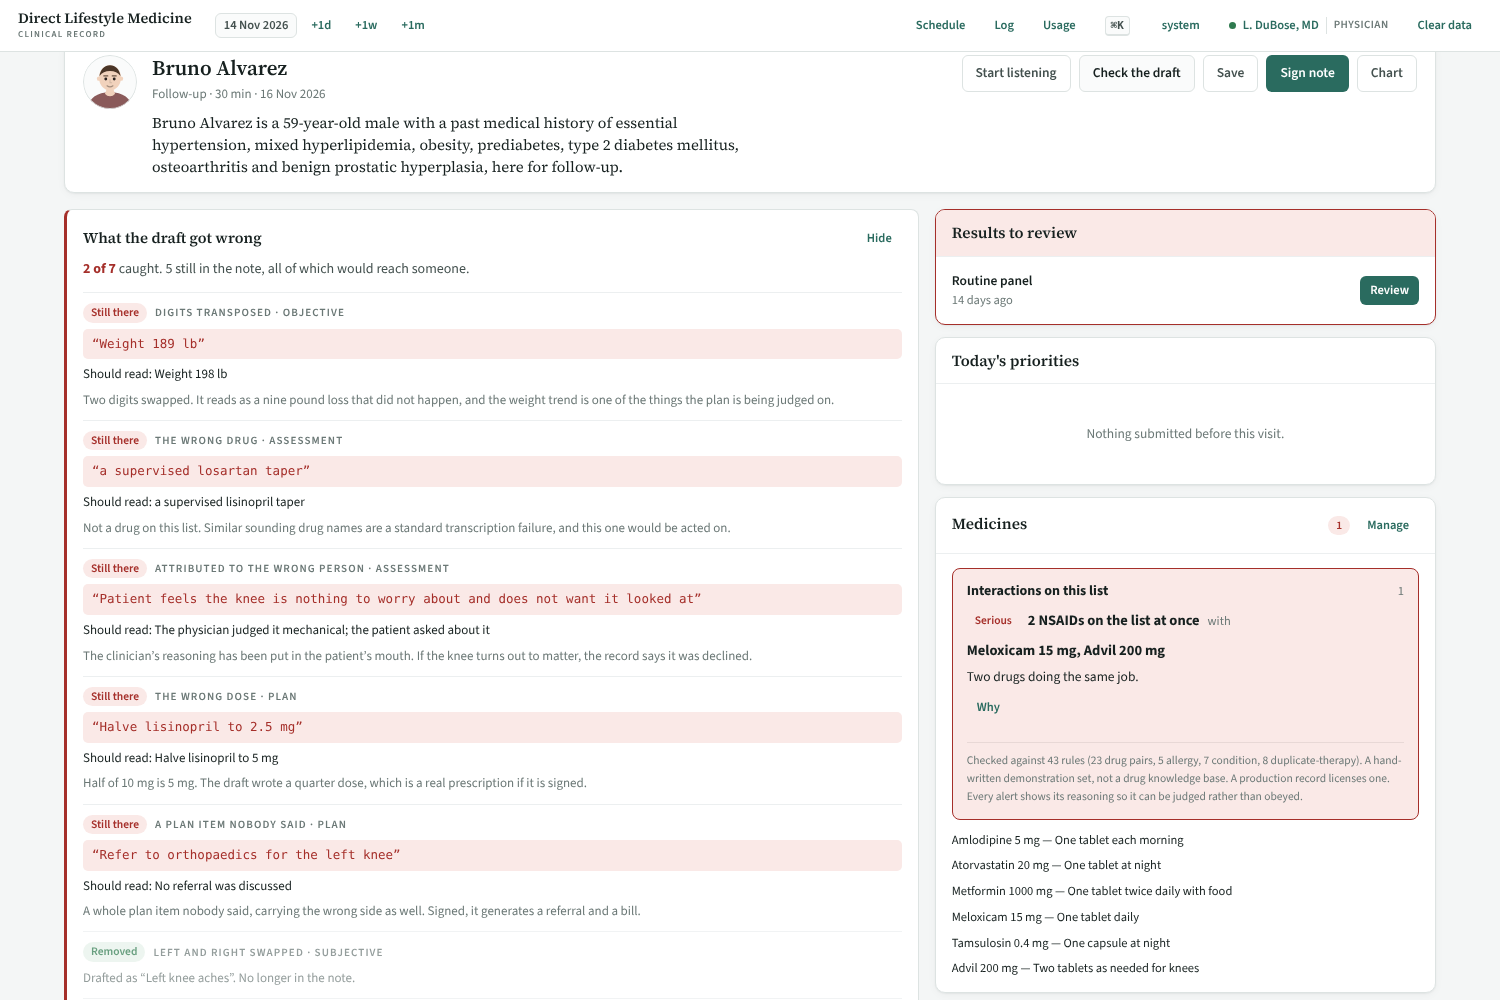 Direct Lifestyle Medicine
CLINICAL RECORD
14 Nov 2026
+1d
+1w
+1m
Schedule
Log
Usage
⌘K
system
L. DuBose, MD
PHYSICIAN
Clear data
Bruno Alvarez
Follow-up · 30 min · 16 Nov 2026
Start listening
Check the draft
Save
Sign note
Chart
Bruno Alvarez is a 59-year-old male with a past medical history of essential
hypertension, mixed hyperlipidemia, obesity, prediabetes, type 2 diabetes mellitus,
osteoarthritis and benign prostatic hyperplasia, here for follow-up.
What the draft got wrong
Hide
2 of 7 caught. 5 still in the note, all of which would reach someone.
Still there DIGITS TRANSPOSED · OBJECTIVE
“Weight 189 lb”
Should read: Weight 198 lb
Two digits swapped. It reads as a nine pound loss that did not happen, and the weight trend is one of the things the plan is being judged on.
Still there THE WRONG DRUG · ASSESSMENT
“a supervised losartan taper”
Should read: a supervised lisinopril taper
Not a drug on this list. Similar sounding drug names are a standard transcription failure, and this one would be acted on.
Still there ATTRIBUTED TO THE WRONG PERSON · ASSESSMENT
“Patient feels the knee is nothing to worry about and does not want it looked at”
Should read: The physician judged it mechanical; the patient asked about it
The clinician’s reasoning has been put in the patient’s mouth. If the knee turns out to matter, the record says it was declined.
Still there THE WRONG DOSE · PLAN
“Halve lisinopril to 2.5 mg”
Should read: Halve lisinopril to 5 mg
Half of 10 mg is 5 mg. The draft wrote a quarter dose, which is a real prescription if it is signed.
Still there A PLAN ITEM NOBODY SAID · PLAN
“Refer to orthopaedics for the left knee”
Should read: No referral was discussed
A whole plan item nobody said, carrying the wrong side as well. Signed, it generates a referral and a bill.
Removed LEFT AND RIGHT SWAPPED · SUBJECTIVE
Drafted as “Left knee aches”. No longer in the note.
Results to review
Routine panel
14 days ago
Review
Today's priorities
Nothing submitted before this visit.
Medicines
1
Manage
Interactions on this list
1
Serious 2 NSAIDs on the list at once with
Meloxicam 15 mg, Advil 200 mg
Two drugs doing the same job.
Why
Checked against 43 rules (23 drug pairs, 5 allergy, 7 condition, 8 duplicate-therapy). A hand-
written demonstration set, not a drug knowledge base. A production record licenses one.
Every alert shows its reasoning so it can be judged rather than obeyed.
Amlodipine 5 mg — One tablet each morning
Atorvastatin 20 mg — One tablet at night
Metformin 1000 mg — One tablet twice daily with food
Meloxicam 15 mg — One tablet daily
Tamsulosin 0.4 mg — One capsule at night
Advil 200 mg — Two tablets as needed for knees